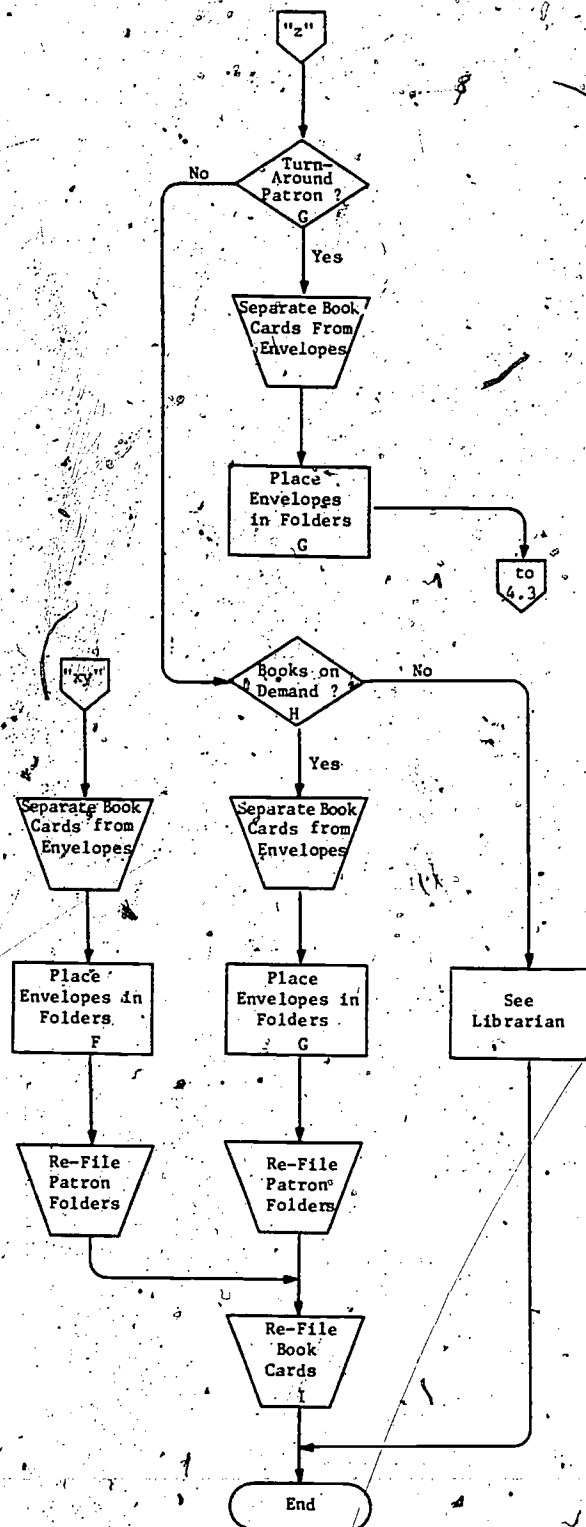 "z"
Turn-
Around
Patron ?
G
No
Yes
Separate Book
Cards From
Envelopes
Place
Envelopes
in Folders
G
to
4.3
Books on
Demand ?
H
No
Yes
"xy"
Separate Book
Cards from
Envelopes
Place
Envelopes in
Folders
F
Re-File
Patron
Folders
Separate Book
Cards from
Envelopes
Place
Envelopes in
Folders
G
Re-File
Patron
Folders
See
Librarian
Re-File
Book
Cards
I
End